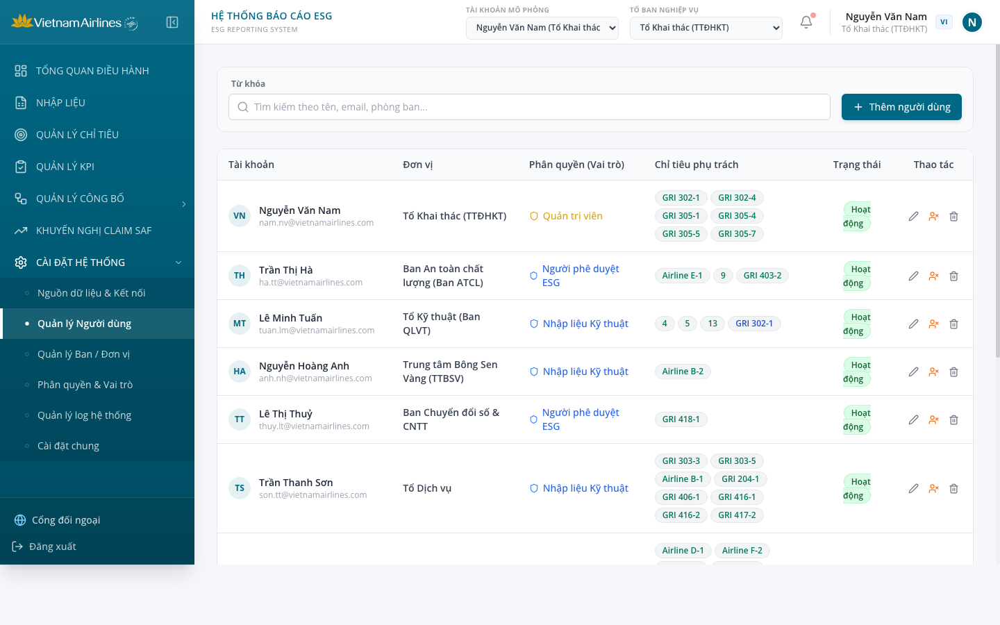 Vietnam Airlines
HỆ THỐNG BÁO CÁO ESG
ESG REPORTING SYSTEM
TÀI KHOẢN MÔ PHỎNG
Nguyễn Văn Nam (Tổ Khai thác
TỔ BAN NGHIỆP VỤ
Tổ Khai thác (TTĐHKT)
Nguyễn Văn Nam
Tổ Khai thác (TTĐHKT)
VI
N
TỔNG QUAN ĐIỀU HÀNH
NHẬP LIỆU
QUẢN LÝ CHỈ TIÊU
QUẢN LÝ KPI
QUẢN LÝ CÔNG BỐ
KHUYẾN NGHỊ CLAIM SAF
CÀI ĐẶT HỆ THỐNG
Nguồn dữ liệu & Kết nối
Quản lý Người dùng
Quản lý Ban / Đơn vị
Phân quyền & Vai trò
Quản lý log hệ thống
Cài đặt chung
Cổng đối ngoại
Đăng xuất
Từ khóa
Tìm kiếm theo tên, email, phòng ban...
Thêm người dùng
Tài khoản Đơn vị Phân quyền (Vai trò) Chỉ tiêu phụ trách Trạng thái Thao tác
VN
Nguyễn Văn Nam
nam.nv@vietnamairlines.com
Tổ Khai thác (TTĐHKT)
Quản trị viên
GRI 302-1 GRI 302-4
GRI 305-1 GRI 305-4
GRI 305-5 GRI 305-7
Hoạt
động
TH
Trần Thị Hà
ha.tt@vietnamairlines.com
Ban An toàn chất
lượng (Ban ATCL)
Người phê duyệt
ESG
Airline E-1 9 GRI 403-2
Hoạt
động
MT
Lê Minh Tuấn
tuan.lm@vietnamairlines.com
Tổ Kỹ thuật (Ban
QLVT)
Nhập liệu Kỹ thuật
4 5 13 GRI 302-1
Hoạt
động
HA
Nguyễn Hoàng Anh
anh.nh@vietnamairlines.com
Trung tâm Bông Sen
Vàng (TTBSV)
Nhập liệu Kỹ thuật
Airline B-2
Hoạt
động
TT
Lê Thị Thuỷ
thuy.lt@vietnamairlines.com
Ban Chuyển đổi số &
CNTT
Người phê duyệt
ESG
GRI 418-1
Hoạt
động
TS
Trần Thanh Sơn
son.tt@vietnamairlines.com
Tổ Dịch vụ
Nhập liệu Kỹ thuật
GRI 303-3 GRI 303-5
Airline B-1 GRI 204-1
GRI 406-1 GRI 416-1
GRI 416-2 GRI 417-2
Hoạt
động
Airline D-1 Airline F-2